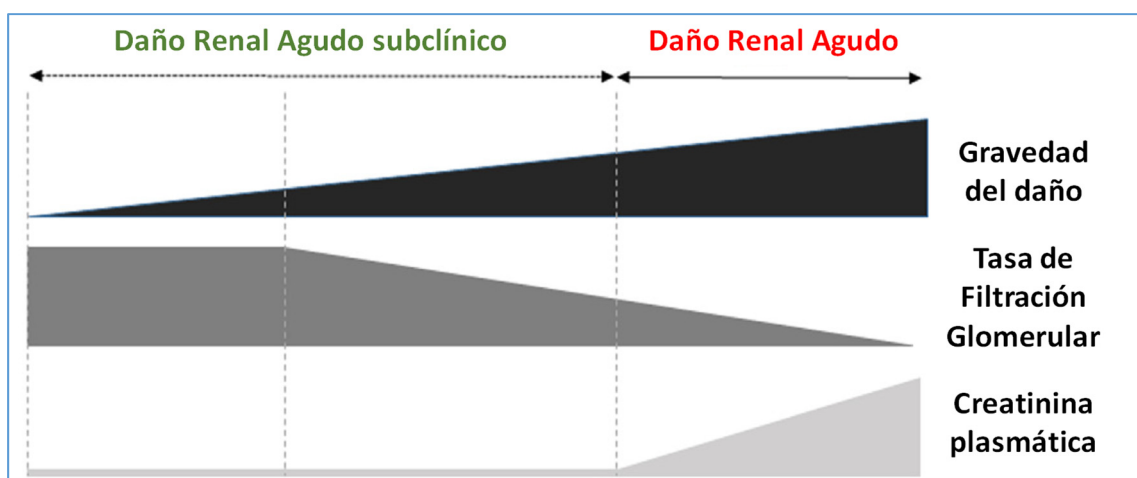 Daño Renal Agudo subclínico
Daño Renal Agudo
Gravedad
del daño
Tasa de
Filtración
Glomerular
Creatinina
plasmática